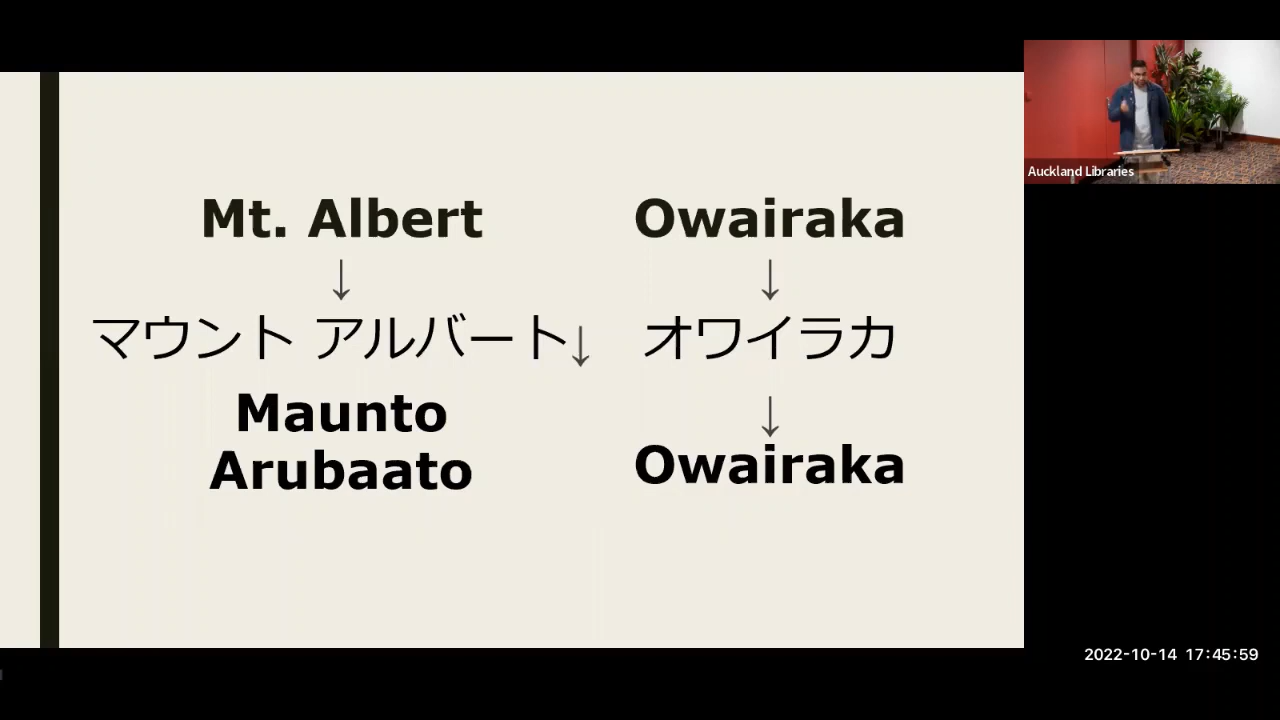 Mt. Albert
↓
マウント アルバート↓
Maunto
Arubaato
Owairaka
↓
オワイラカ
↓
Owairaka
Auckland Libraries
2022-10-14 17:45:59